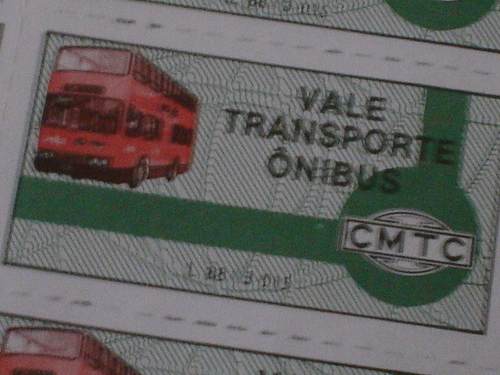 VALE
TRANSPORTE
ÔNIBUS
CMTC